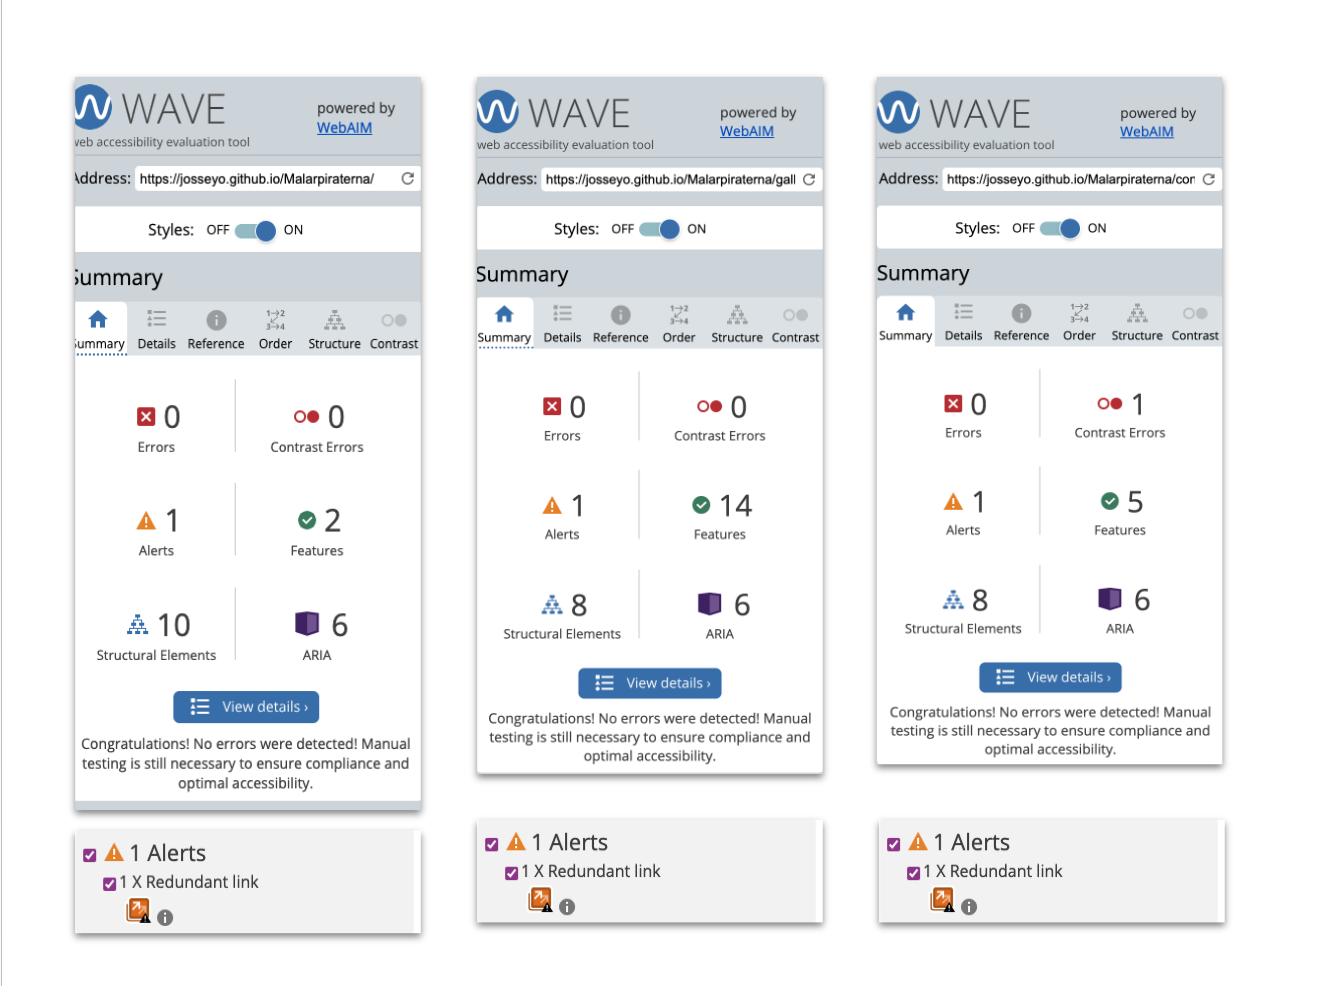 WAVE
powered by
WebAIM
web accessibility evaluation tool
Address: https://josseyo.github.io/Malarpiraterna/
Styles: OFF ON
Summary
Summary Details Reference Order Structure Contrast
0 0
Errors Contrast Errors
1 2
Alerts Features
10 6
Structural Elements ARIA
View details ›
Congratulations! No errors were detected! Manual
testing is still necessary to ensure compliance and
optimal accessibility.
1 Alerts
1 X Redundant link
WAVE
powered by
WebAIM
web accessibility evaluation tool
Address: https://josseyo.github.io/Malarpiraterna/gall
Styles: OFF ON
Summary
Summary Details Reference Order Structure Contrast
0 0
Errors Contrast Errors
1 14
Alerts Features
8 6
Structural Elements ARIA
View details ›
Congratulations! No errors were detected! Manual
testing is still necessary to ensure compliance and
optimal accessibility.
1 Alerts
1 X Redundant link
WAVE
powered by
WebAIM
web accessibility evaluation tool
Address: https://josseyo.github.io/Malarpiraterna/con
Styles: OFF ON
Summary
Summary Details Reference Order Structure Contrast
0 1
Errors Contrast Errors
1 5
Alerts Features
8 6
Structural Elements ARIA
View details ›
Congratulations! No errors were detected! Manual
testing is still necessary to ensure compliance and
optimal accessibility.
1 Alerts
1 X Redundant link